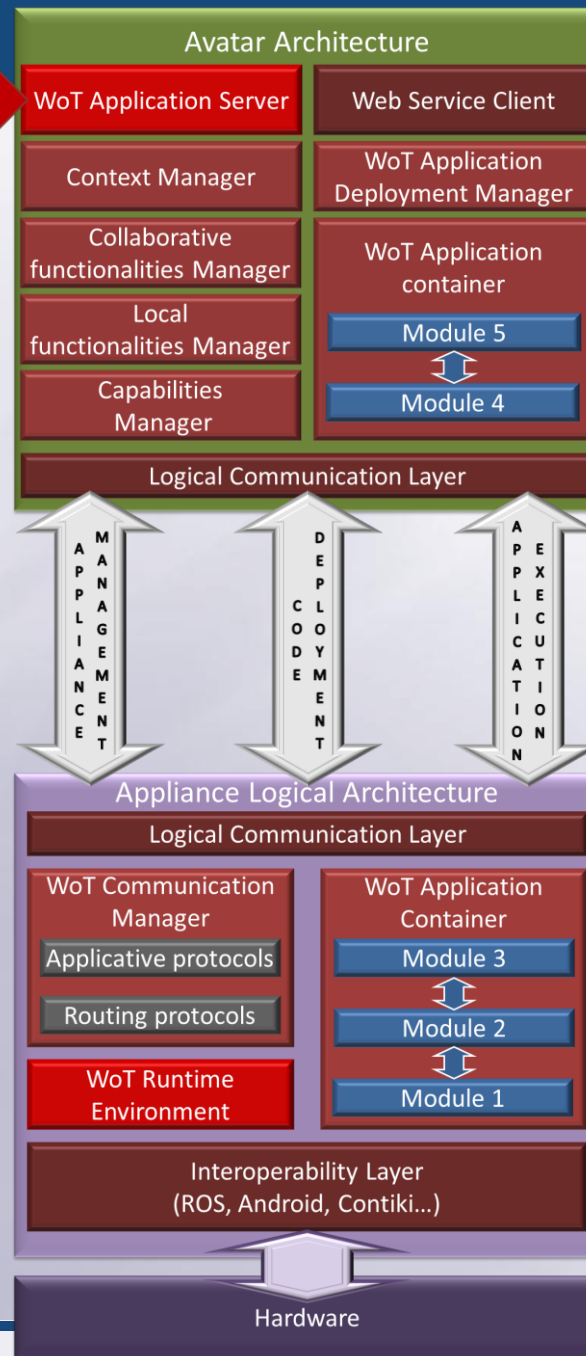 Avatar Architecture
WoT Application Server
Web Service Client
Context Manager
WoT Application
Deployment Manager
Collaborative
functionalities Manager
WoT Application
container
Local
functionalities Manager
Module 5
Capabilities
Manager
Module 4
Logical Communication Layer
APPLIANCE
MANAGEMENT
CODE
DEPLOYMENT
APPLICATION
EXECUTION
Appliance Logical Architecture
Logical Communication Layer
WoT Communication
Manager
Applicative protocols
Routing protocols
WoT Application
Container
Module 3
Module 2
Module 1
WoT Runtime
Environment
Interoperability Layer
(ROS, Android, Contiki...)
Hardware